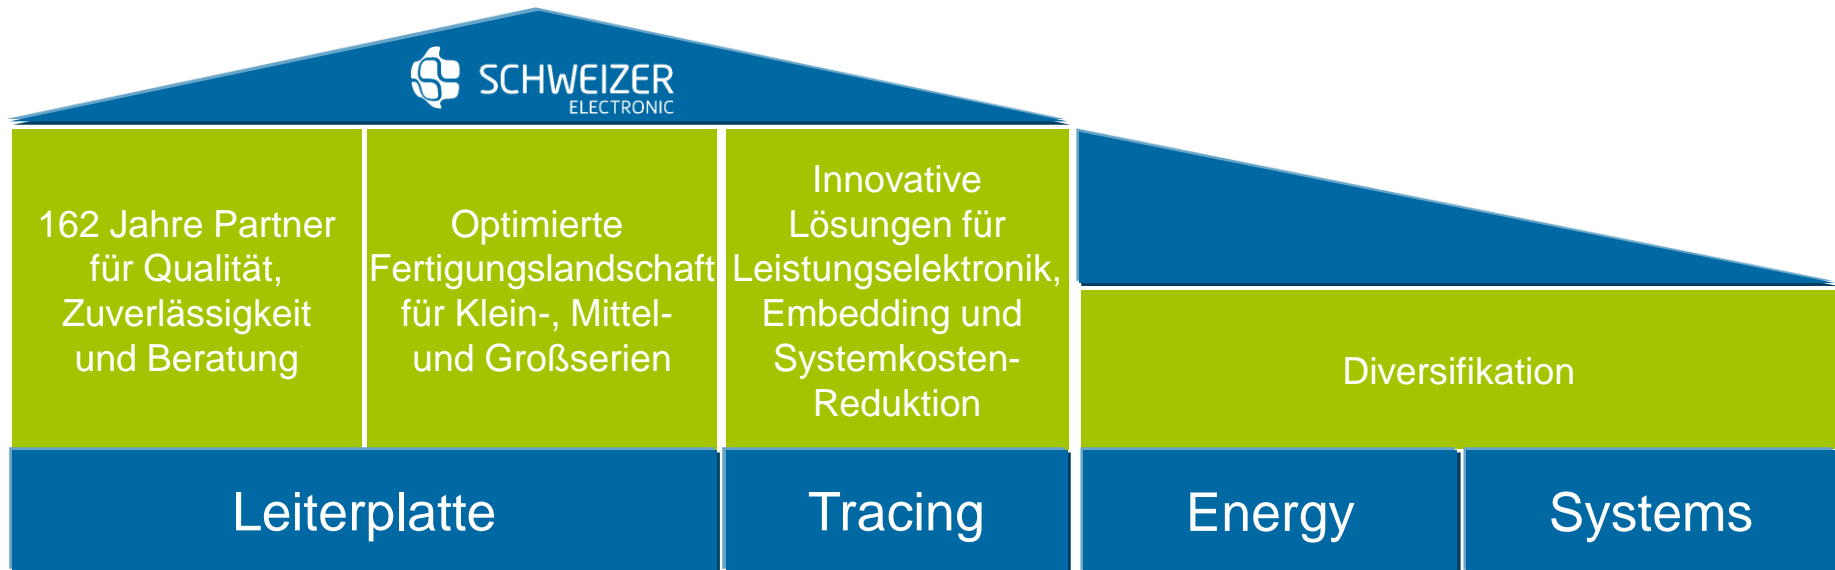 SCHWEIZER
ELECTRONIC
162 Jahre Partner
für Qualität,
Zuverlässigkeit
und Beratung
Optimierte
Fertigungslandschaft
für Klein-, Mittel-
und Großserien
Innovative
Lösungen für
Leistungselektronik,
Embedding und
Systemkosten-
Reduktion
Diversifikation
Leiterplatte
Tracing
Energy
Systems